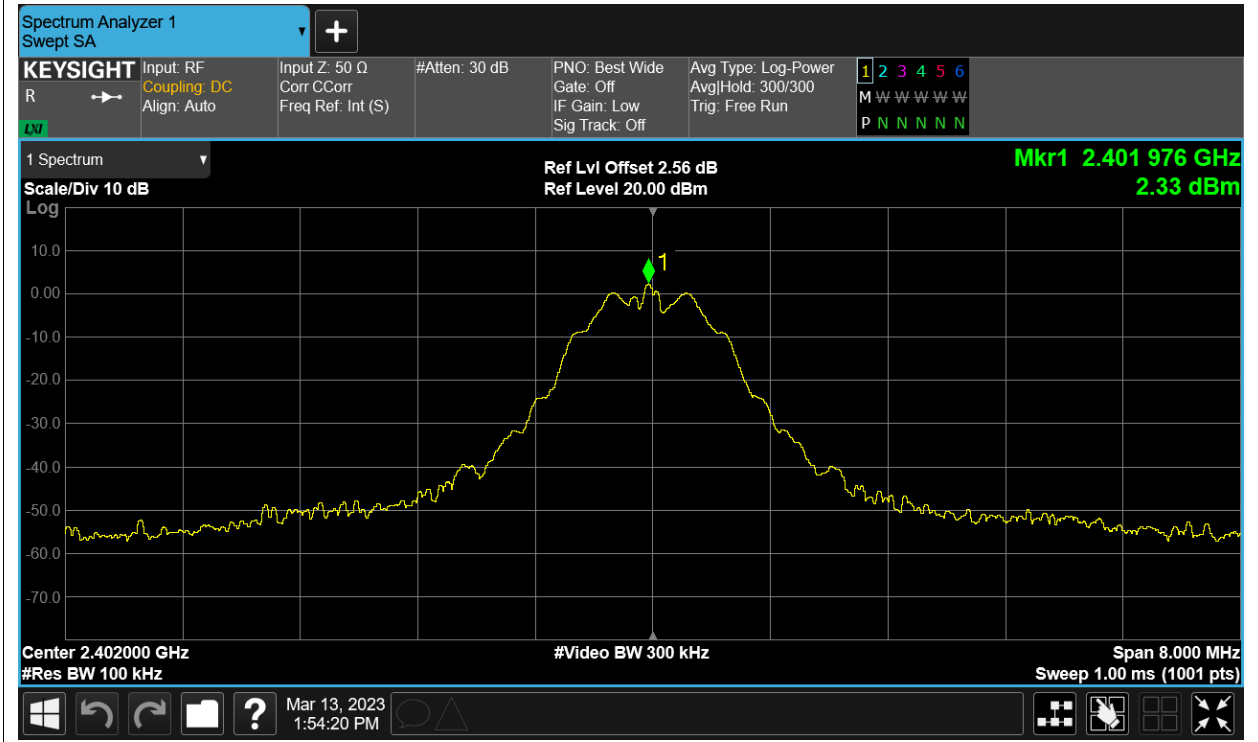 Spectrum Analyzer 1
Swept SA
KEYSIGHT
R
LXI
Input: RF
Coupling: DC
Align: Auto
Input Z: 50 Ω
Corr CCorr
Freq Ref: Int (S)
#Atten: 30 dB
PNO: Best Wide
Gate: Off
IF Gain: Low
Sig Track: Off
Avg Type: Log-Power
Avg|Hold: 300/300
Trig: Free Run
1 2 3 4 5 6
M W W W W W
P N N N N N
1 Spectrum
Scale/Div 10 dB
Log
Ref Lvl Offset 2.56 dB
Ref Level 20.00 dBm
Mkr1 2.401 976 GHz
2.33 dBm
10.0
1
0.00
-10.0
-20.0
-30.0
-40.0
-50.0
-60.0
-70.0
Center 2.402000 GHz
#Res BW 100 kHz
#Video BW 300 kHz
Span 8.000 MHz
Sweep 1.00 ms (1001 pts)
?
Mar 13, 2023
1:54:20 PM